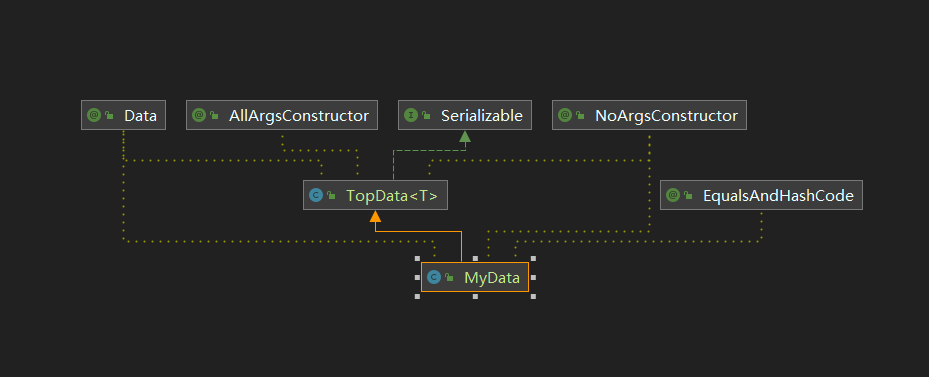 Data
AllArgsConstructor
Serializable
NoArgsConstructor
TopData<T>
EqualsAndHashCode
MyData